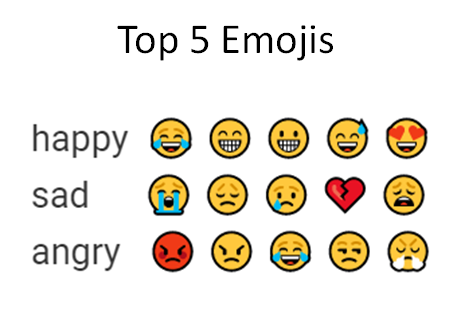 Top 5 Emojis
happy 😂 😁 😀 😅 😍
sad 😭 😞 😢 💔 😩
angry 😡 😠 😂 😒 😤